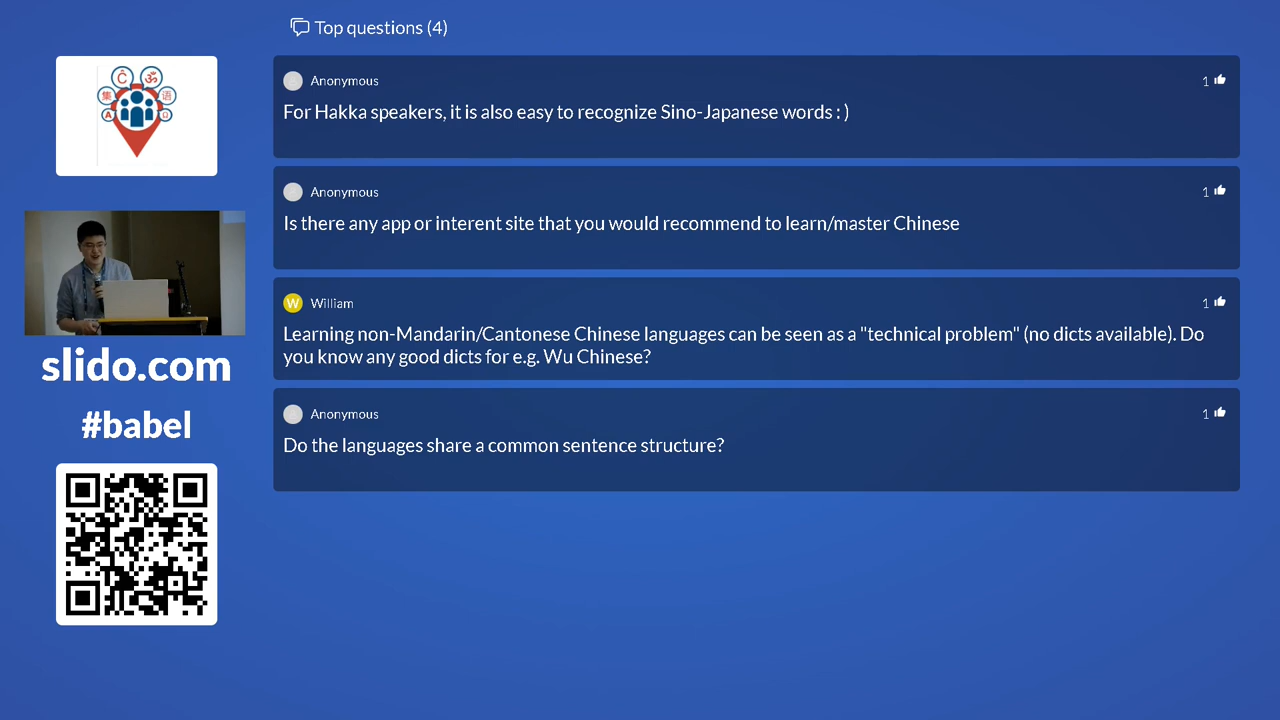 Top questions (4)
Ĉ ॐ
集 语
A Ω
Anonymous
1
For Hakka speakers, it is also easy to recognize Sino-Japanese words : )
Anonymous
1
Is there any app or interent site that you would recommend to learn/master Chinese
W William
1
Learning non-Mandarin/Cantonese Chinese languages can be seen as a "technical problem" (no dicts available). Do
you know any good dicts for e.g. Wu Chinese?
Anonymous
1
Do the languages share a common sentence structure?
slido.com
#babel